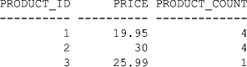 PRODUCT_ID PRICE PRODUCT_COUNT
---------- ---------- -------------
1 19.95 4
2 30 4
3 25.99 1